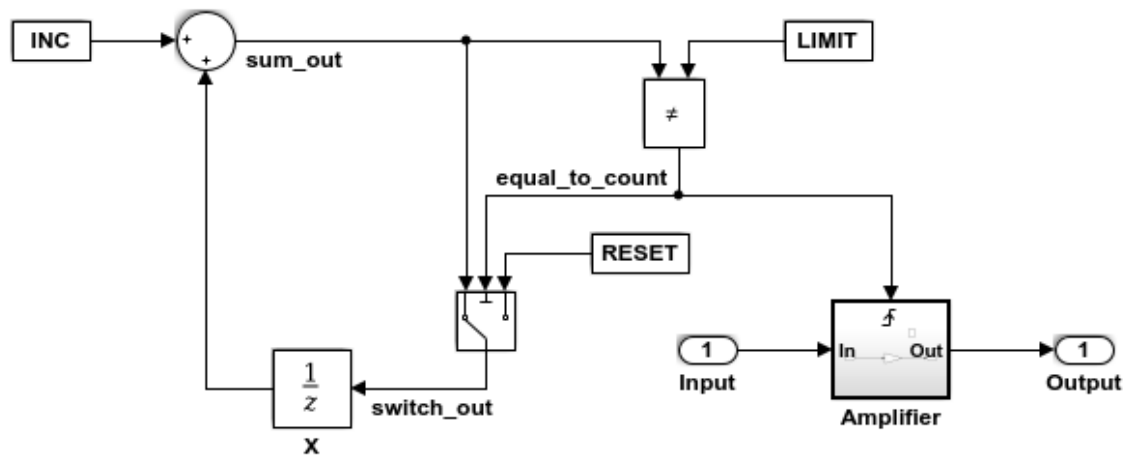 INC
+
+
sum_out
LIMIT
≠
equal_to_count
RESET
1
z
X
switch_out
1
Input
In
Out
Amplifier
1
Output